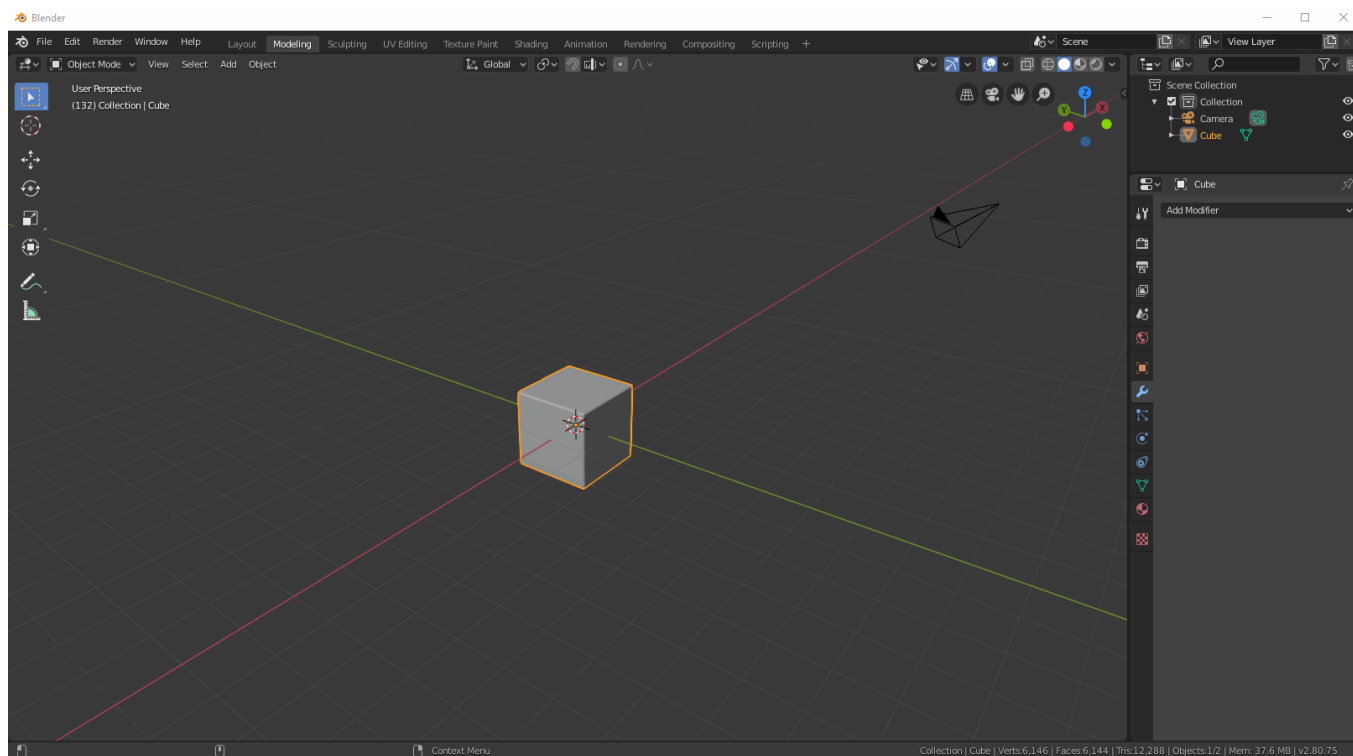 Blender
File Edit Render Window Help Layout Modeling Sculpting UV Editing Texture Paint Shading Animation Rendering Compositing Scripting + Scene View Layer
Object Mode View Select Add Object Global
User Perspective
(132) Collection | Cube
Z
Y
X
Scene Collection
Collection
Camera
Cube
Cube
Add Modifier
Context Menu
Collection | Cube | Verts:6,146 | Faces:6,144 | Tris:12,288 | Objects:1/2 | Mem: 37.6 MB | v2.80.75